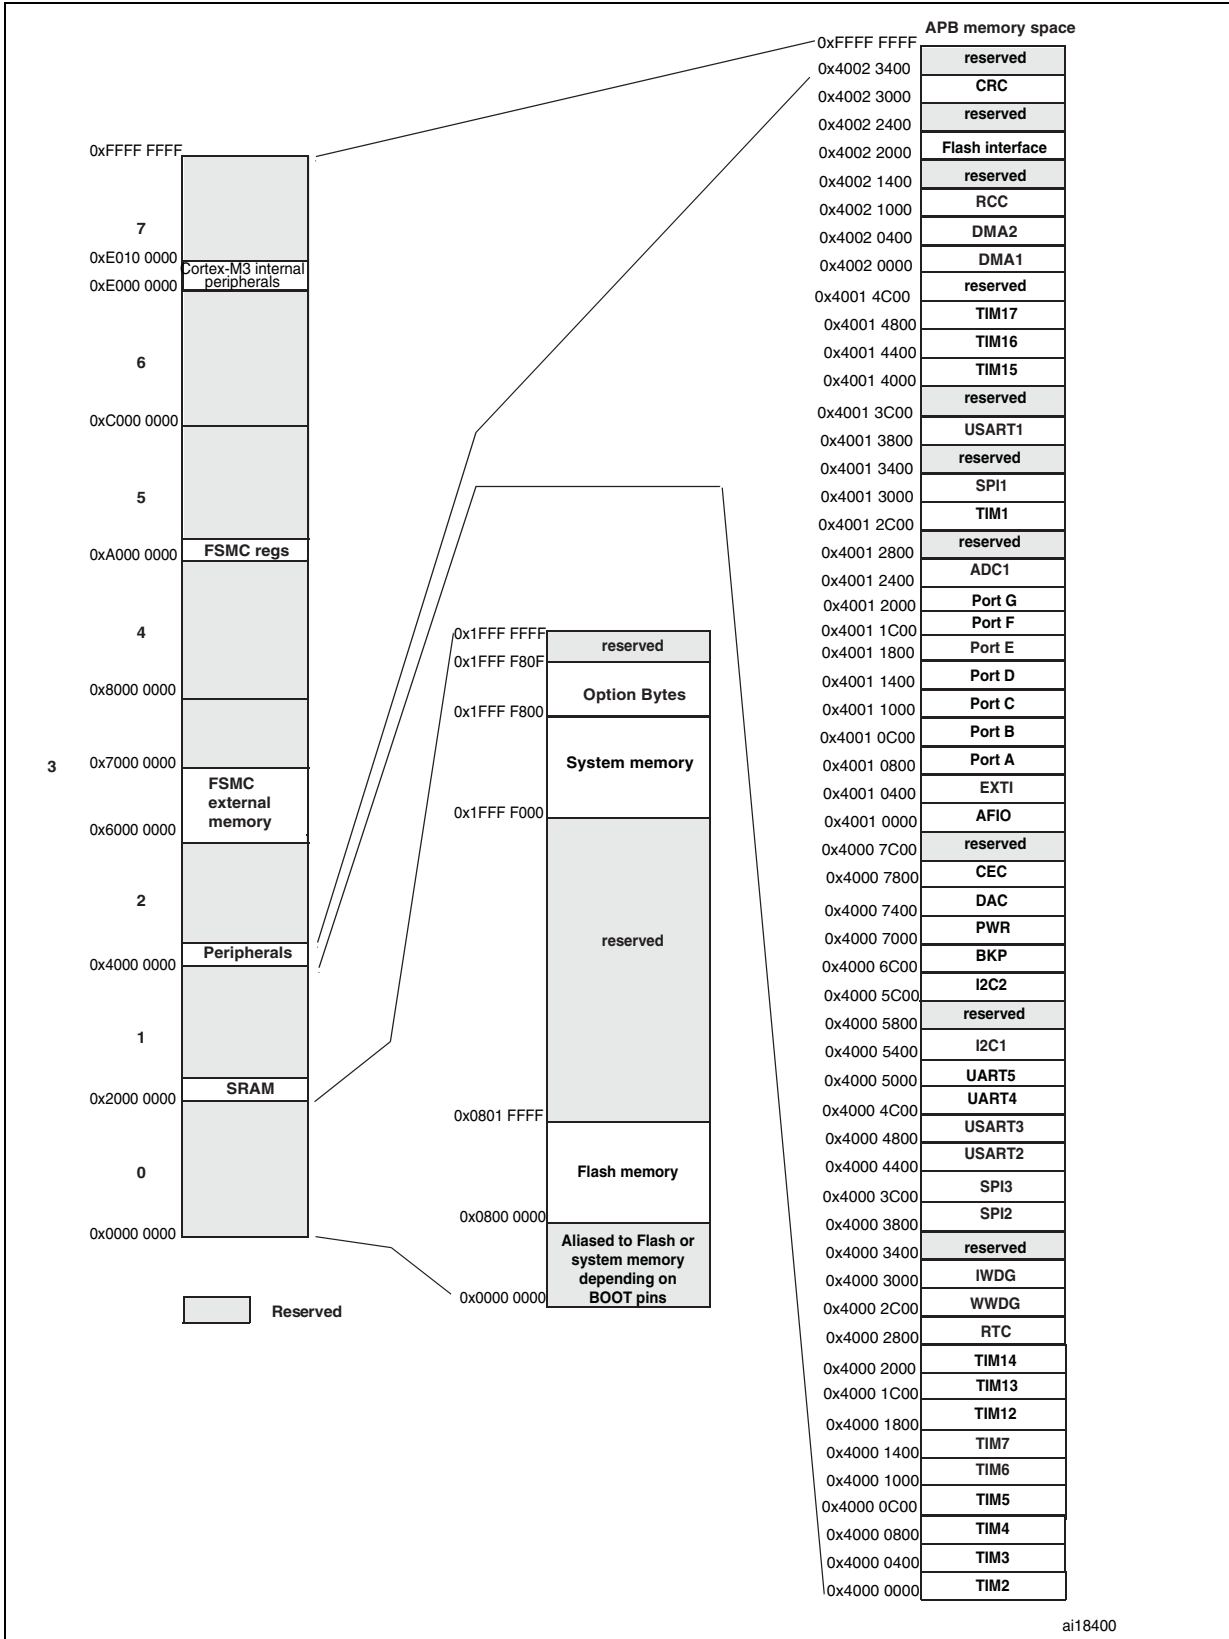 0xFFFF FFFF
7
0xE010 0000
Cortex-M3 internal
peripherals
0xE000 0000
6
0xC000 0000
5
0xA000 0000
FSMC regs
4
0x8000 0000
3
0x7000 0000
FSMC
external
memory
0x6000 0000
2
Peripherals
0x4000 0000
1
SRAM
0x2000 0000
0
0x0000 0000
Reserved
0x1FFF FFFF
reserved
0x1FFF F80F
Option Bytes
0x1FFF F800
System memory
0x1FFF F000
reserved
0x0801 FFFF
Flash memory
0x0800 0000
Aliased to Flash or
system memory
depending on
BOOT pins
0x0000 0000
APB memory space
0xFFFF FFFF
reserved
0x4002 3400
CRC
0x4002 3000
reserved
0x4002 2400
Flash interface
0x4002 2000
reserved
0x4002 1400
RCC
0x4002 1000
DMA2
0x4002 0400
DMA1
0x4002 0000
reserved
0x4001 4C00
TIM17
0x4001 4800
TIM16
0x4001 4400
TIM15
0x4001 4000
reserved
0x4001 3C00
USART1
0x4001 3800
reserved
0x4001 3400
SPI1
0x4001 3000
TIM1
0x4001 2C00
reserved
0x4001 2800
ADC1
0x4001 2400
Port G
0x4001 2000
Port F
0x4001 1C00
Port E
0x4001 1800
Port D
0x4001 1400
Port C
0x4001 1000
Port B
0x4001 0C00
Port A
0x4001 0800
EXTI
0x4001 0400
AFIO
0x4001 0000
reserved
0x4000 7C00
CEC
0x4000 7800
DAC
0x4000 7400
PWR
0x4000 7000
BKP
0x4000 6C00
I2C2
0x4000 5C00
reserved
0x4000 5800
I2C1
0x4000 5400
UART5
0x4000 5000
UART4
0x4000 4C00
USART3
0x4000 4800
USART2
0x4000 4400
SPI3
0x4000 3C00
SPI2
0x4000 3800
reserved
0x4000 3400
IWDG
0x4000 3000
WWDG
0x4000 2C00
RTC
0x4000 2800
TIM14
0x4000 2000
TIM13
0x4000 1C00
TIM12
0x4000 1800
TIM7
0x4000 1400
TIM6
0x4000 1000
TIM5
0x4000 0C00
TIM4
0x4000 0800
TIM3
0x4000 0400
TIM2
0x4000 0000
ai18400